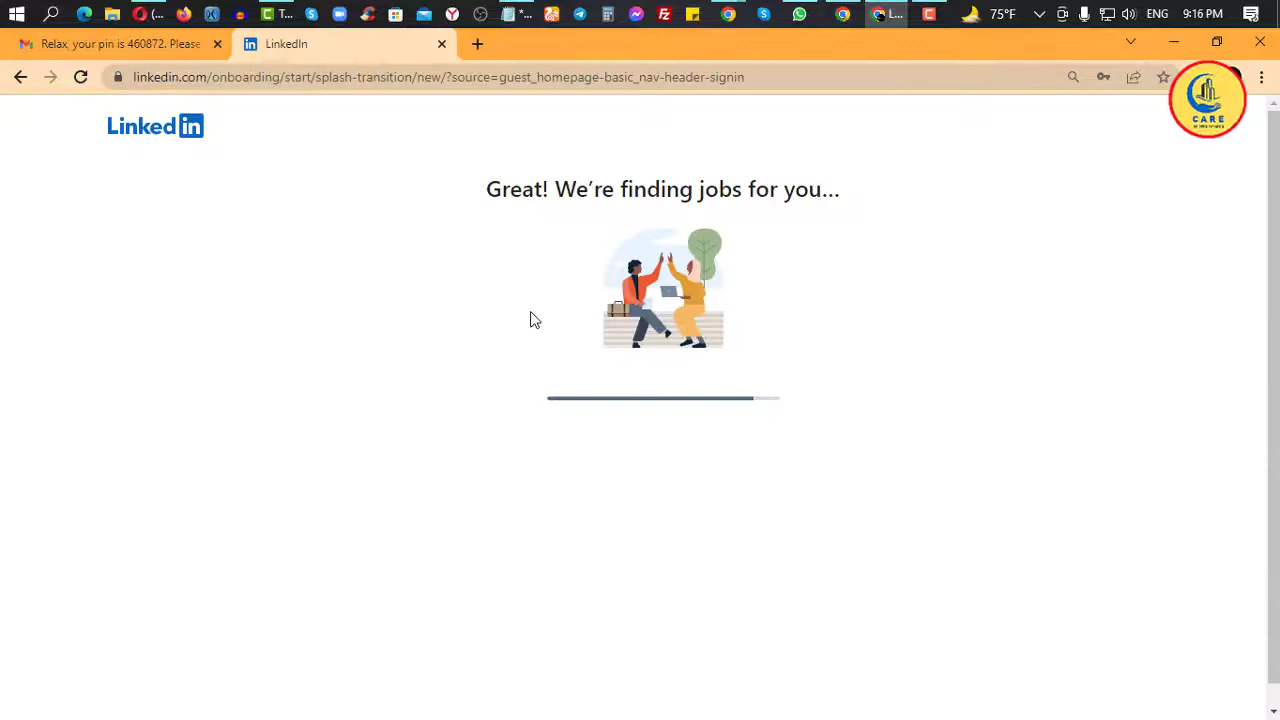 T...
"...
L...
75°F
ENG
9:16 PM
Relax, your pin is 460872. Please
LinkedIn
linkedin.com/onboarding/start/splash-transition/new/?source=guest_homepage-basic_nav-header-signin
CARE
Linked in
Great! We're finding jobs for you...